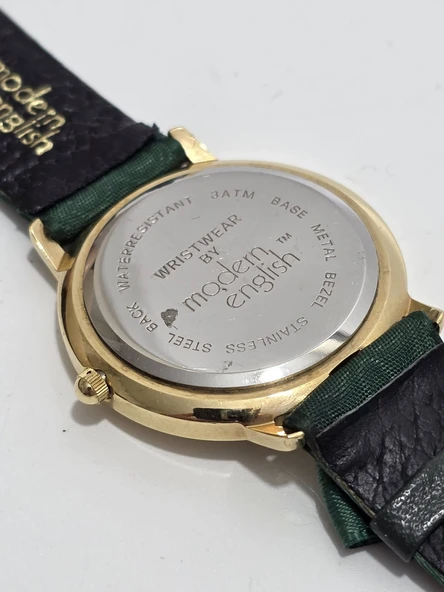 modern
english
WATERRESISTANT 3ATM BASE METAL BEZEL STAINLESS STEEL BACK
WRISTWEAR
BY
modern
english™